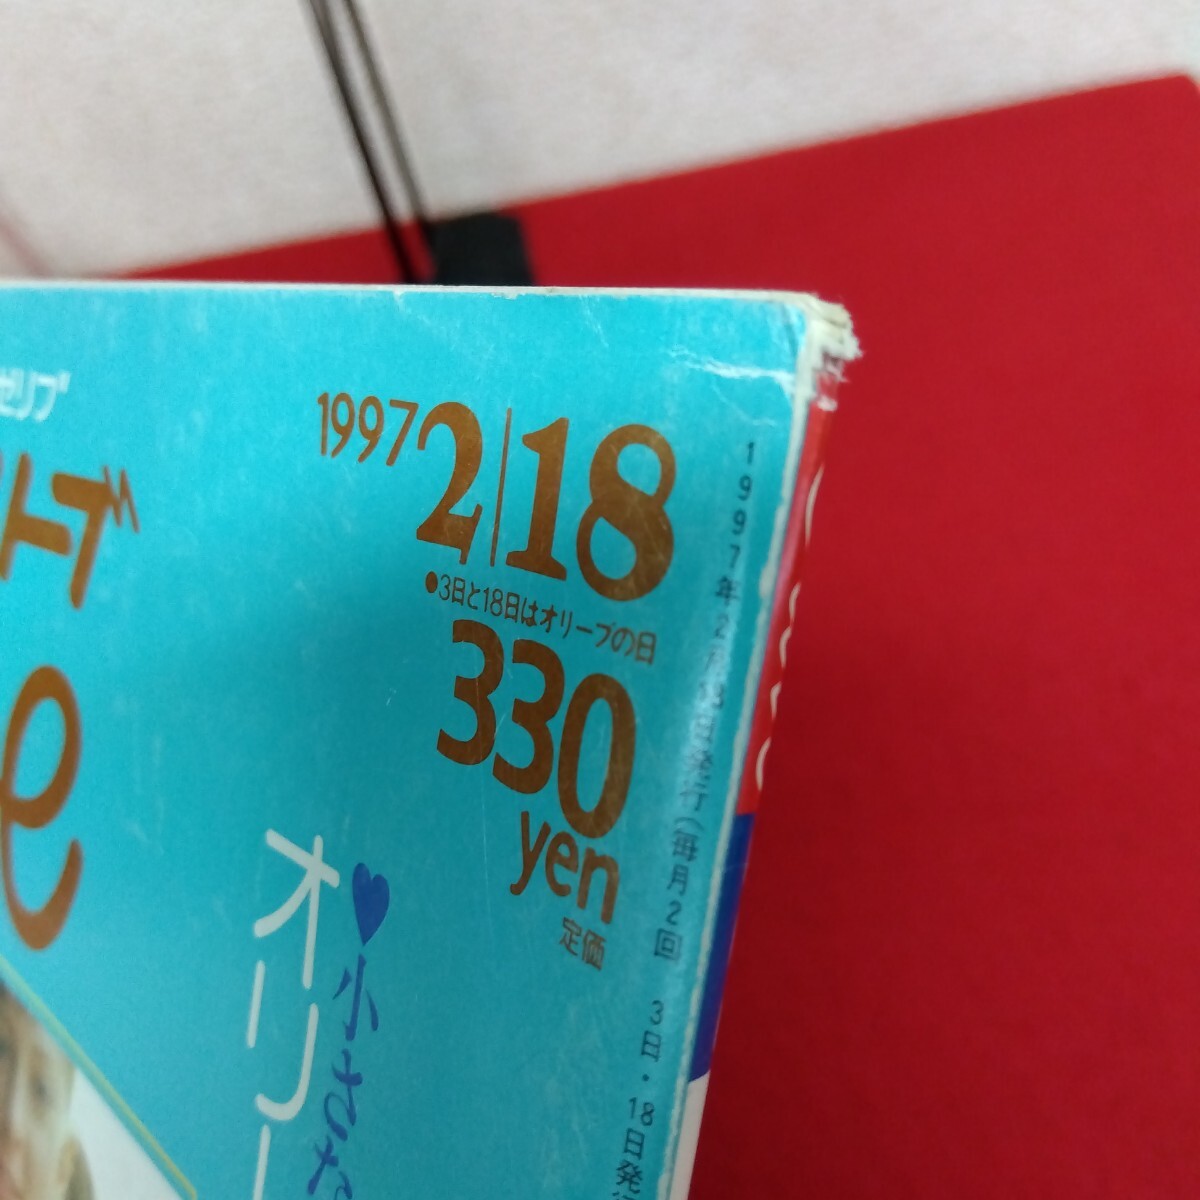 ゼリブ
1997 2/18
●3日と18日はオリーブの日
330
yen
定価
e
♥小さな
オリー
1997年2月18日発行(毎月2回 3日・18日発行